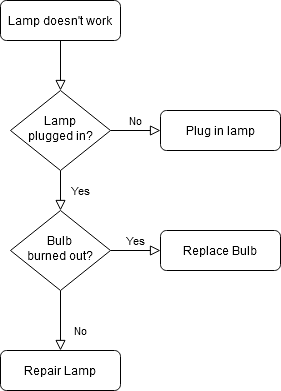 Lamp doesn't work
Lamp
plugged in?
No
Plug in lamp
Yes
Bulb
burned out?
Yes
Replace Bulb
No
Repair Lamp